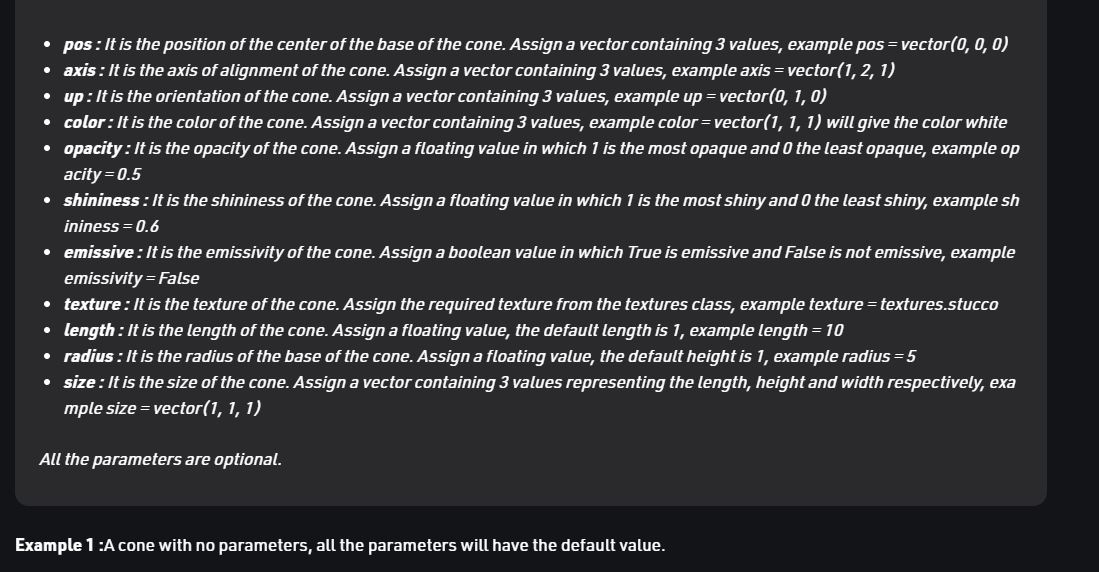 • pos : It is the position of the center of the base of the cone. Assign a vector containing 3 values, example pos = vector(0, 0, 0)
• axis : It is the axis of alignment of the cone. Assign a vector containing 3 values, example axis = vector(1, 2, 1)
• up : It is the orientation of the cone. Assign a vector containing 3 values, example up = vector(0, 1, 0)
• color : It is the color of the cone. Assign a vector containing 3 values, example color = vector(1, 1, 1) will give the color white
• opacity : It is the opacity of the cone. Assign a floating value in which 1 is the most opaque and 0 the least opaque, example op
acity = 0.5
• shininess : It is the shininess of the cone. Assign a floating value in which 1 is the most shiny and 0 the least shiny, example sh
ininess = 0.6
• emissive : It is the emissivity of the cone. Assign a boolean value in which True is emissive and False is not emissive, example
emissivity = False
• texture : It is the texture of the cone. Assign the required texture from the textures class, example texture = textures.stucco
• length : It is the length of the cone. Assign a floating value, the default length is 1, example length = 10
• radius : It is the radius of the base of the cone. Assign a floating value, the default height is 1, example radius = 5
• size : It is the size of the cone. Assign a vector containing 3 values representing the length, height and width respectively, exa
mple size = vector(1, 1, 1)
All the parameters are optional.
Example 1 :A cone with no parameters, all the parameters will have the default value.